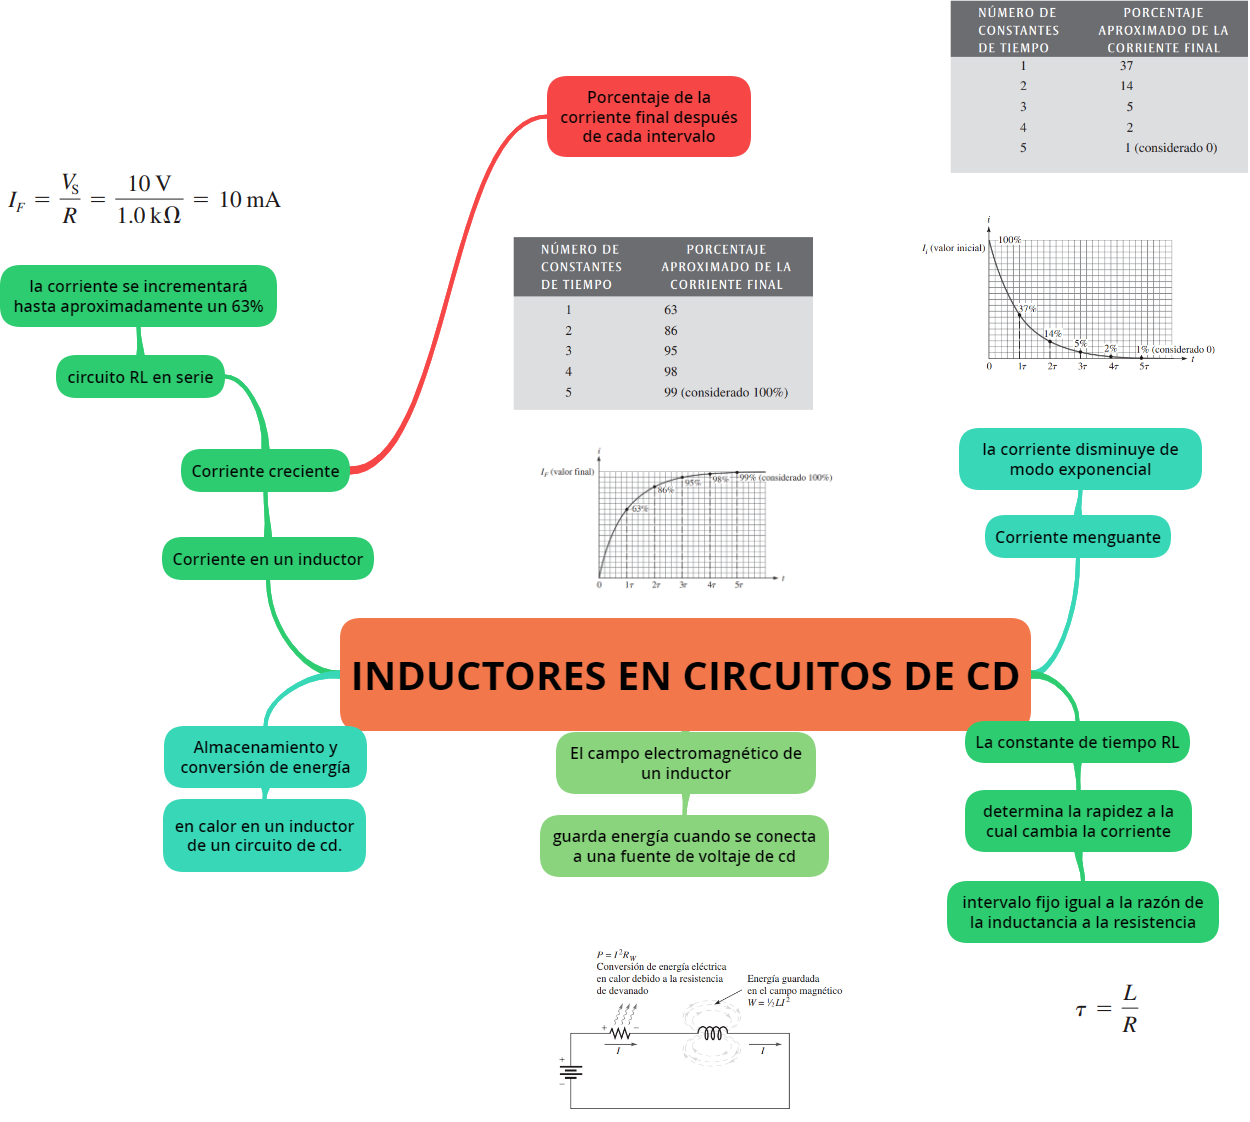 NÚMERO DE CONSTANTES DE TIEMPO
PORCENTAJE APROXIMADO DE LA CORRIENTE FINAL
1 37
2 14
3 5
4 2
5 1 (considerado 0)
Porcentaje de la
corriente final después
de cada intervalo
I_F = V_S / R = 10 V / 1.0 kΩ = 10 mA
i
I_i (valor inicial)
100%
37%
14%
5%
2%
1% (considerado 0)
0 1τ 2τ 3τ 4τ 5τ t
NÚMERO DE CONSTANTES DE TIEMPO
PORCENTAJE APROXIMADO DE LA CORRIENTE FINAL
1 63
2 86
3 95
4 98
5 99 (considerado 100%)
la corriente se incrementará
hasta aproximadamente un 63%
circuito RL en serie
Corriente creciente
Corriente en un inductor
i
I_F (valor final)
63%
86%
95%
98%
99% (considerado 100%)
0 1τ 2τ 3τ 4τ 5τ t
la corriente disminuye de
modo exponencial
Corriente menguante
INDUCTORES EN CIRCUITOS DE CD
Almacenamiento y
conversión de energía
en calor en un inductor
de un circuito de cd.
El campo electromagnético de
un inductor
guarda energía cuando se conecta
a una fuente de voltaje de cd
La constante de tiempo RL
determina la rapidez a la
cual cambia la corriente
intervalo fijo igual a la razón de
la inductancia a la resistencia
τ = L / R
P = I²R_W
Conversión de energía eléctrica
en calor debido a la resistencia
de devanado
Energía guardada
en el campo magnético
W = ½LI²
+ −
I
I
+
−